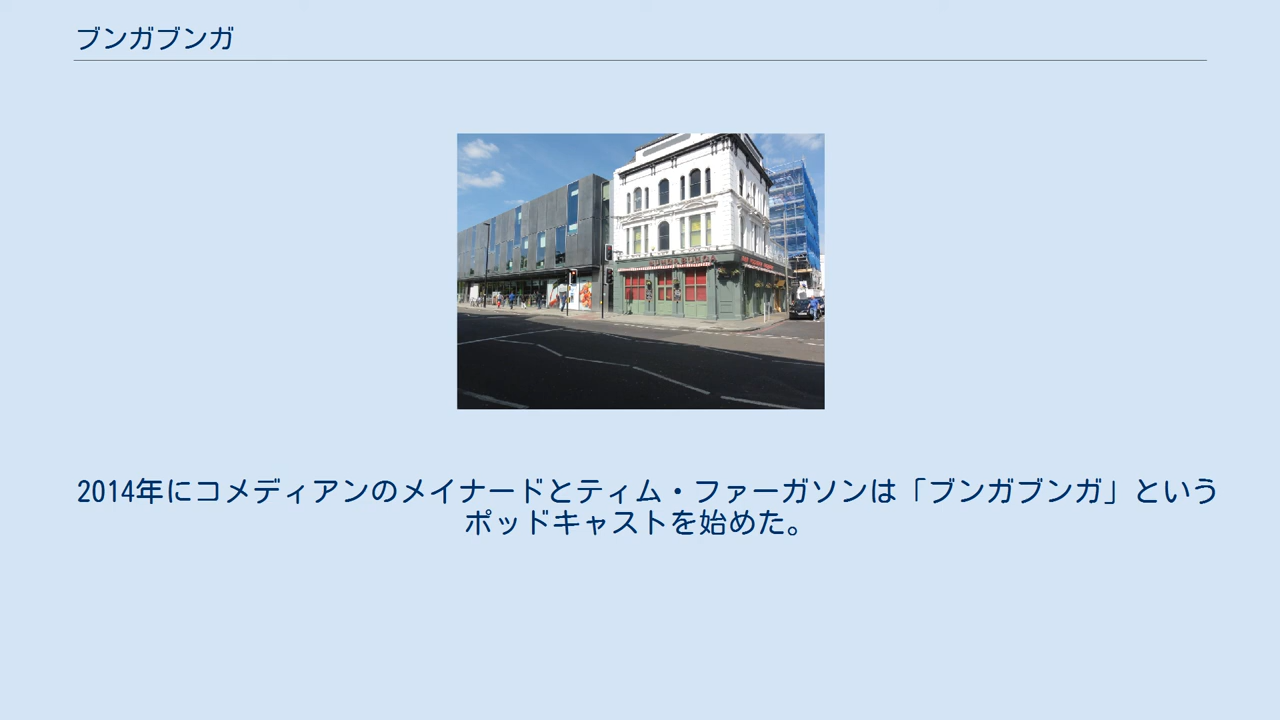 ブンガブンガ
2014年にコメディアンのメイナードとティム・ファーガソンは「ブンガブンガ」という
ポッドキャストを始めた。